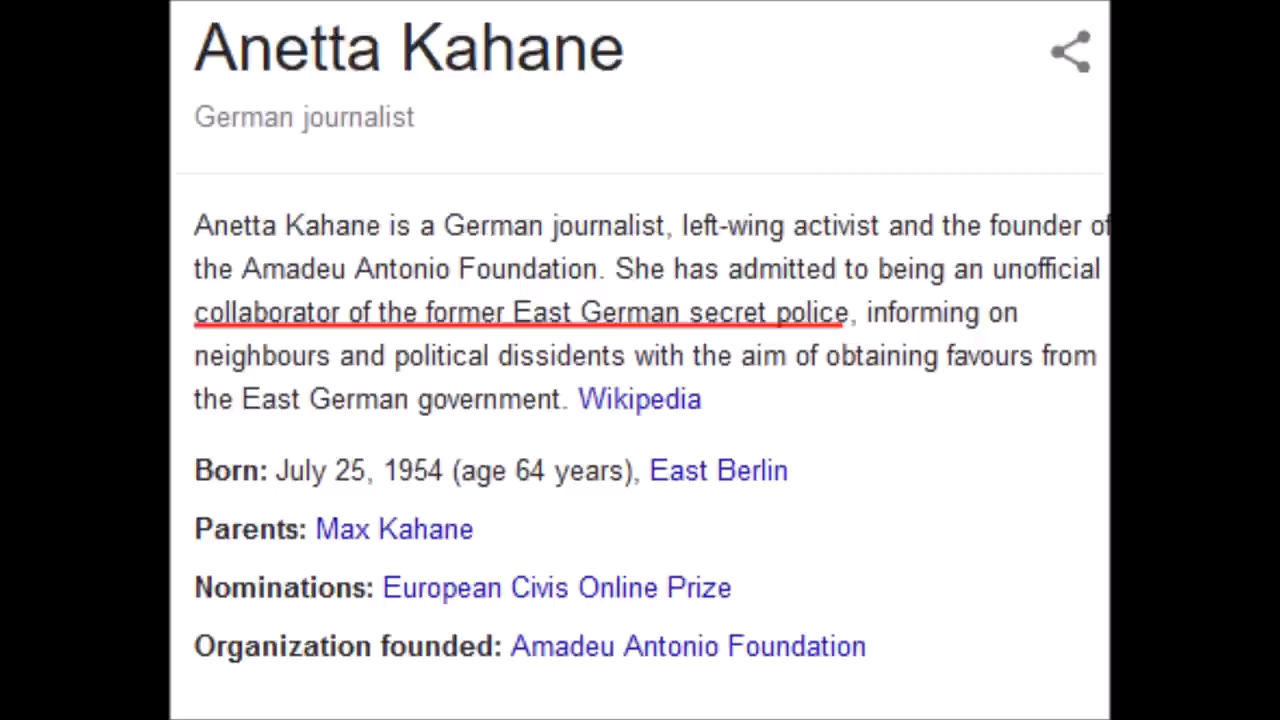 Anetta Kahane
German journalist
Anetta Kahane is a German journalist, left-wing activist and the founder of
the Amadeu Antonio Foundation. She has admitted to being an unofficial
collaborator of the former East German secret police, informing on
neighbours and political dissidents with the aim of obtaining favours from
the East German government. Wikipedia
Born: July 25, 1954 (age 64 years), East Berlin
Parents: Max Kahane
Nominations: European Civis Online Prize
Organization founded: Amadeu Antonio Foundation